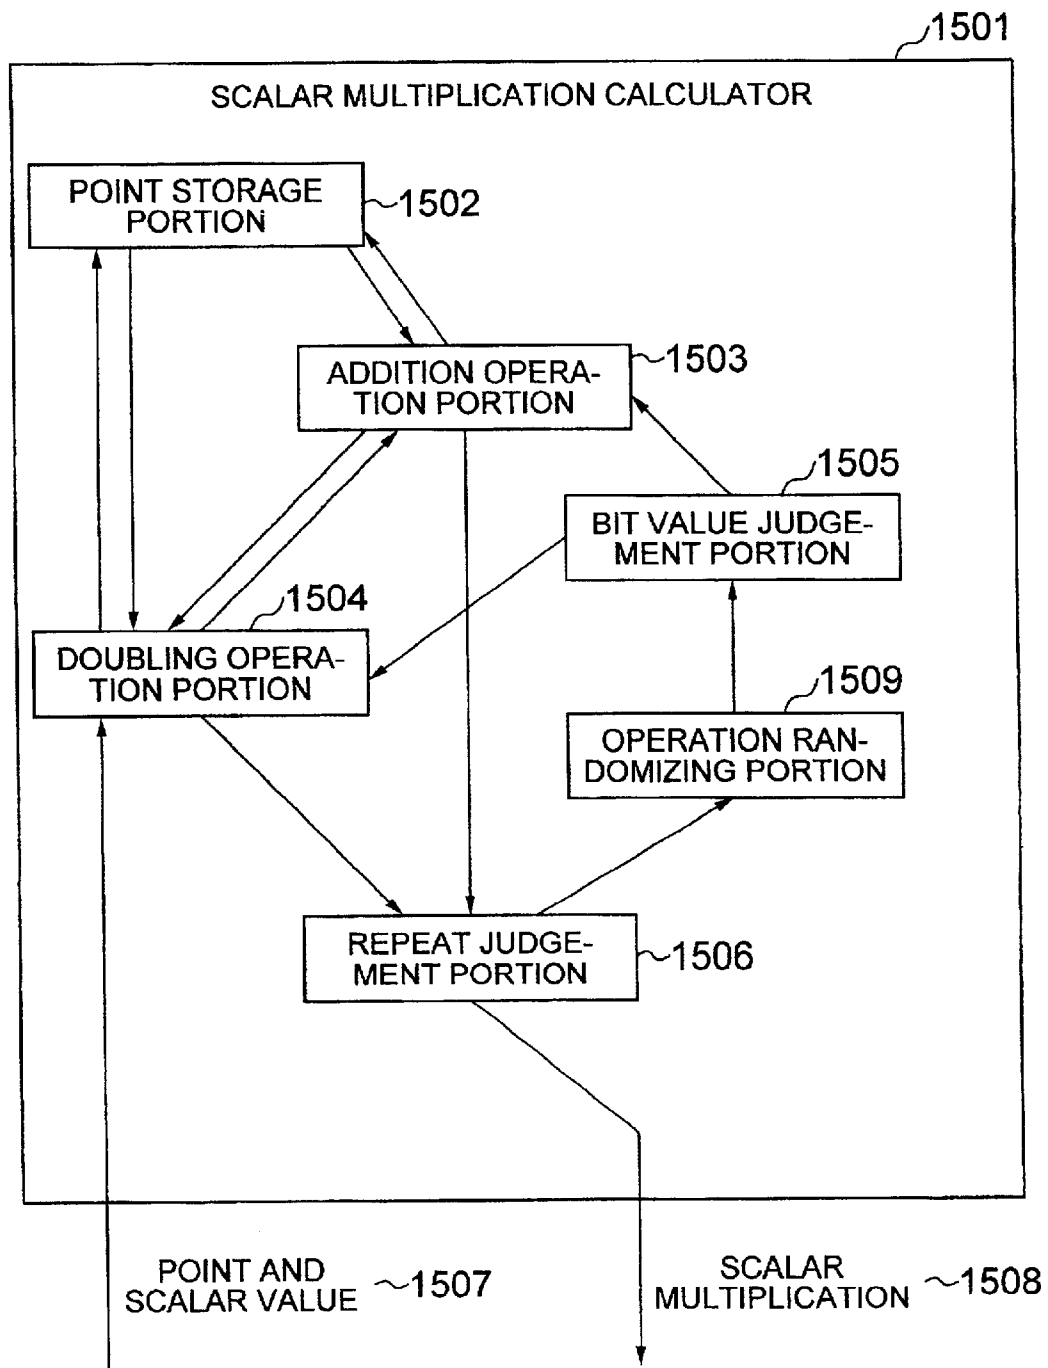 1501
SCALAR MULTIPLICATION CALCULATOR
POINT STORAGE
PORTION
1502
ADDITION OPERA-
TION PORTION
1503
1505
BIT VALUE JUDGE-
MENT PORTION
1504
DOUBLING OPERA-
TION PORTION
1509
OPERATION RAN-
DOMIZING PORTION
REPEAT JUDGE-
MENT PORTION
1506
POINT AND
SCALAR VALUE
1507
SCALAR
MULTIPLICATION
1508